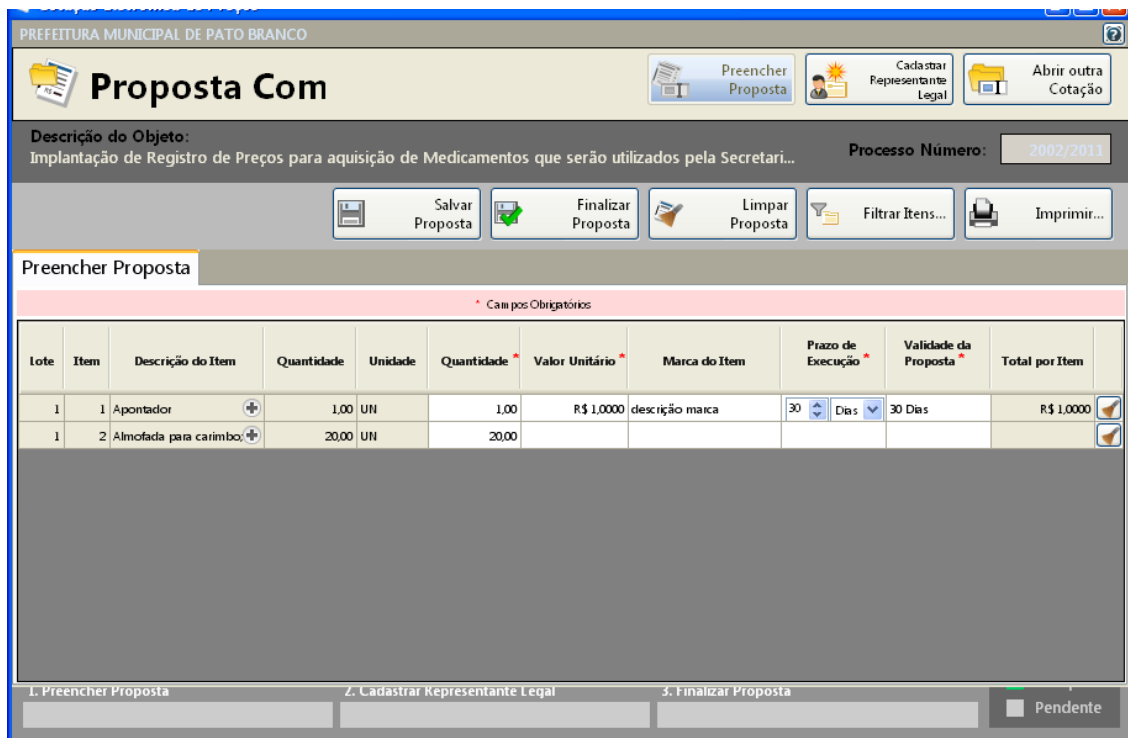 PREFEITURA MUNICIPAL DE PATO BRANCO
Proposta Com
Preencher
Proposta
Cadastrar
Representante
Legal
Abrir outra
Cotação
Descrição do Objeto:
Implantação de Registro de Preços para aquisição de Medicamentos que serão utilizados pela Secretari...
Processo Número:
2002/2011
Salvar
Proposta
Finalizar
Proposta
Limpar
Proposta
Filtrar Itens...
Imprimir...
Preencher Proposta
* Campos Obrigatórios
Lote Item Descrição do Item Quantidade Unidade Quantidade * Valor Unitário * Marca do Item Prazo de Execução * Validade da Proposta * Total por Item
1 1 Apontador 1,00 UN 1,00 R$ 1,0000 descrição marca 30 Dias 30 Dias R$ 1,0000
1 2 Almofada para carimbo; 20,00 UN 20,00
1. Preencher Proposta
2. Cadastrar Representante Legal
3. Finalizar Proposta
Pendente